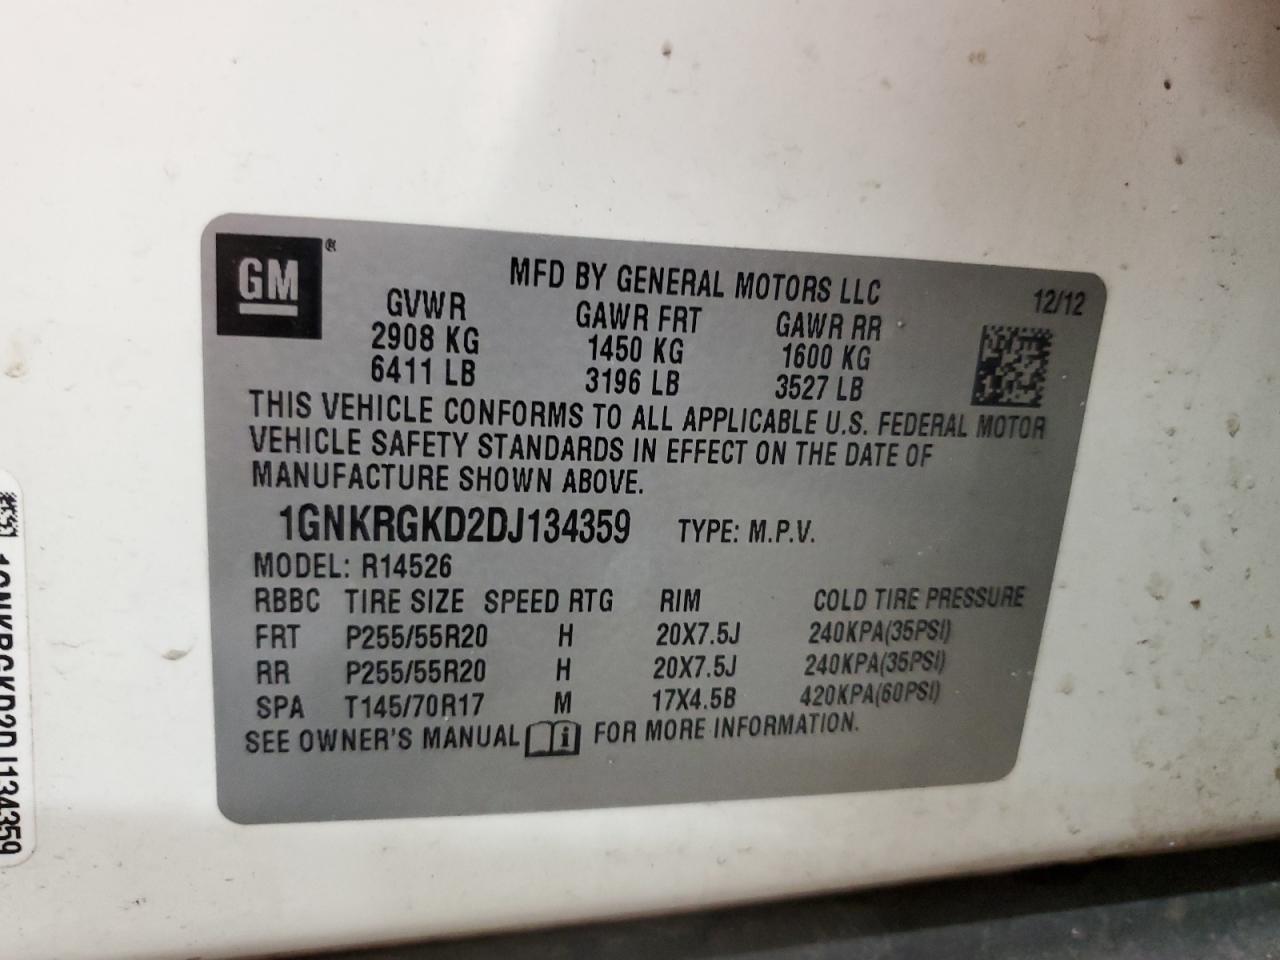 GM ®
MFD BY GENERAL MOTORS LLC
12/12
GVWR GAWR FRT GAWR RR
2908 KG 1450 KG 1600 KG
6411 LB 3196 LB 3527 LB
THIS VEHICLE CONFORMS TO ALL APPLICABLE U.S. FEDERAL MOTOR
VEHICLE SAFETY STANDARDS IN EFFECT ON THE DATE OF
MANUFACTURE SHOWN ABOVE.
1GNKRGKD2DJ134359 TYPE: M.P.V.
MODEL: R14526
RBBC TIRE SIZE SPEED RTG RIM COLD TIRE PRESSURE
FRT P255/55R20 H 20X7.5J 240KPA(35PSI)
RR P255/55R20 H 20X7.5J 240KPA(35PSI)
SPA T145/70R17 M 17X4.5B 420KPA(60PSI)
SEE OWNER'S MANUAL i FOR MORE INFORMATION.
1GNKRGKD2DJ134359